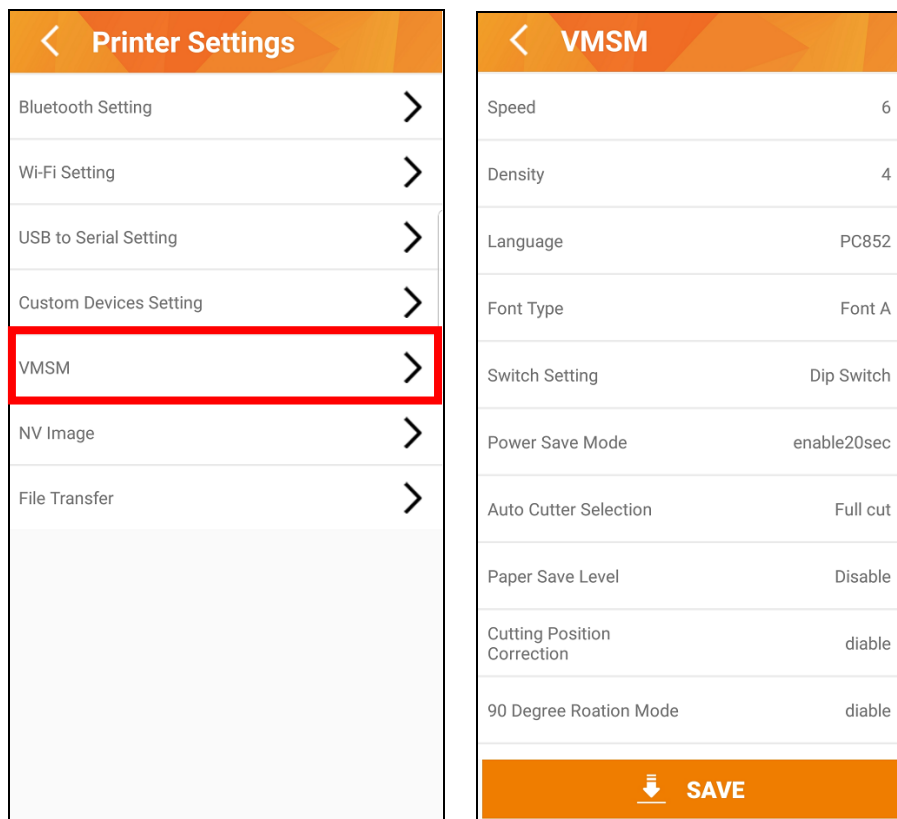 Printer Settings
Bluetooth Setting
Wi-Fi Setting
USB to Serial Setting
Custom Devices Setting
VMSM
NV Image
File Transfer
VMSM
Speed 6
Density 4
Language PC852
Font Type Font A
Switch Setting Dip Switch
Power Save Mode enable20sec
Auto Cutter Selection Full cut
Paper Save Level Disable
Cutting Position
Correction diable
90 Degree Roation Mode diable
SAVE